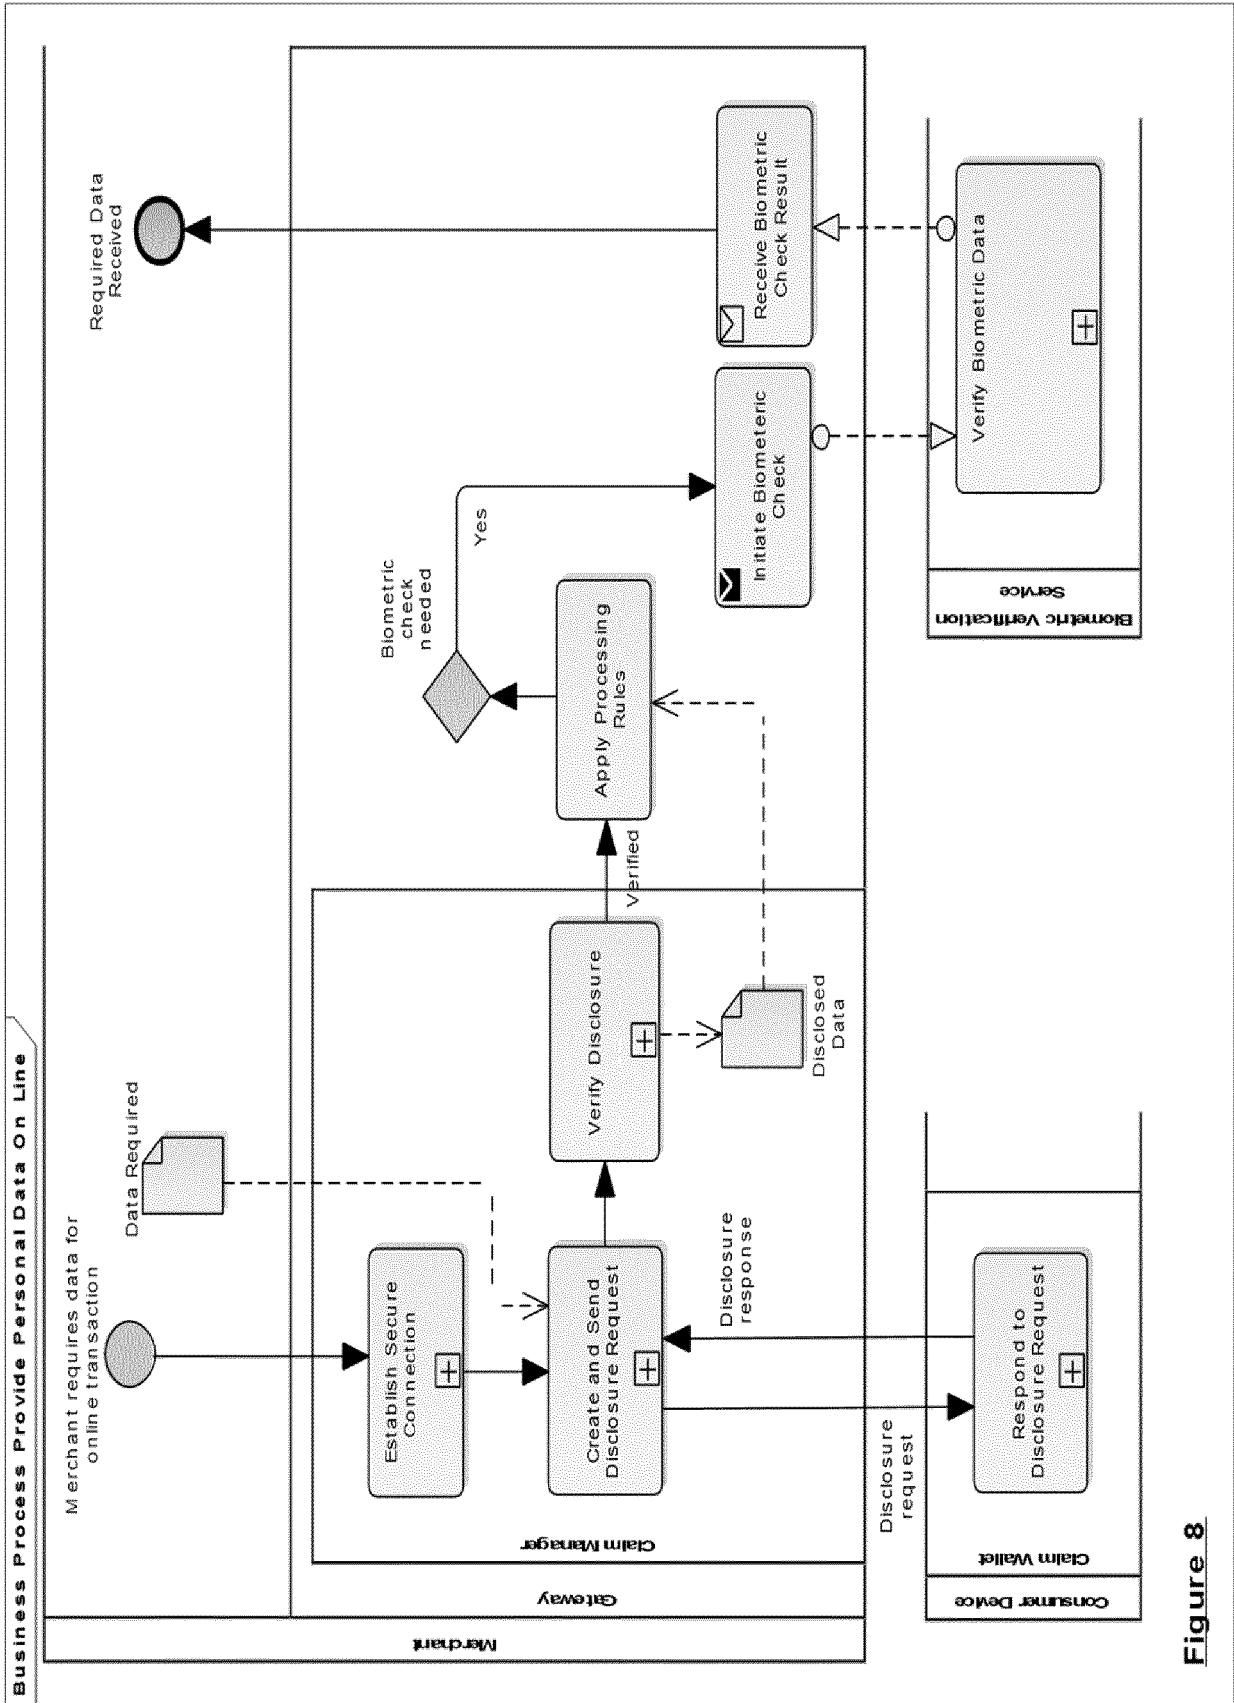 Business Process Provide Personal Data On Line
Merchant requires data for
online transaction
Data Required
Required Data
Received
Merchant
Gateway
Claim Manager
Establish Secure
Connection
Create and Send
Disclosure Request
Verify Disclosure
Verified
Apply Processing
Rules
Biometric
check
needed
Yes
Initiate Biometeric
Check
Receive Biometric
Check Result
Disclosed
Data
Disclosure
request
Disclosure
response
Consumer Device
Claim Wallet
Respond to
Disclosure Request
Biometric Verification
Service
Verify Biometric Data
Figure 8